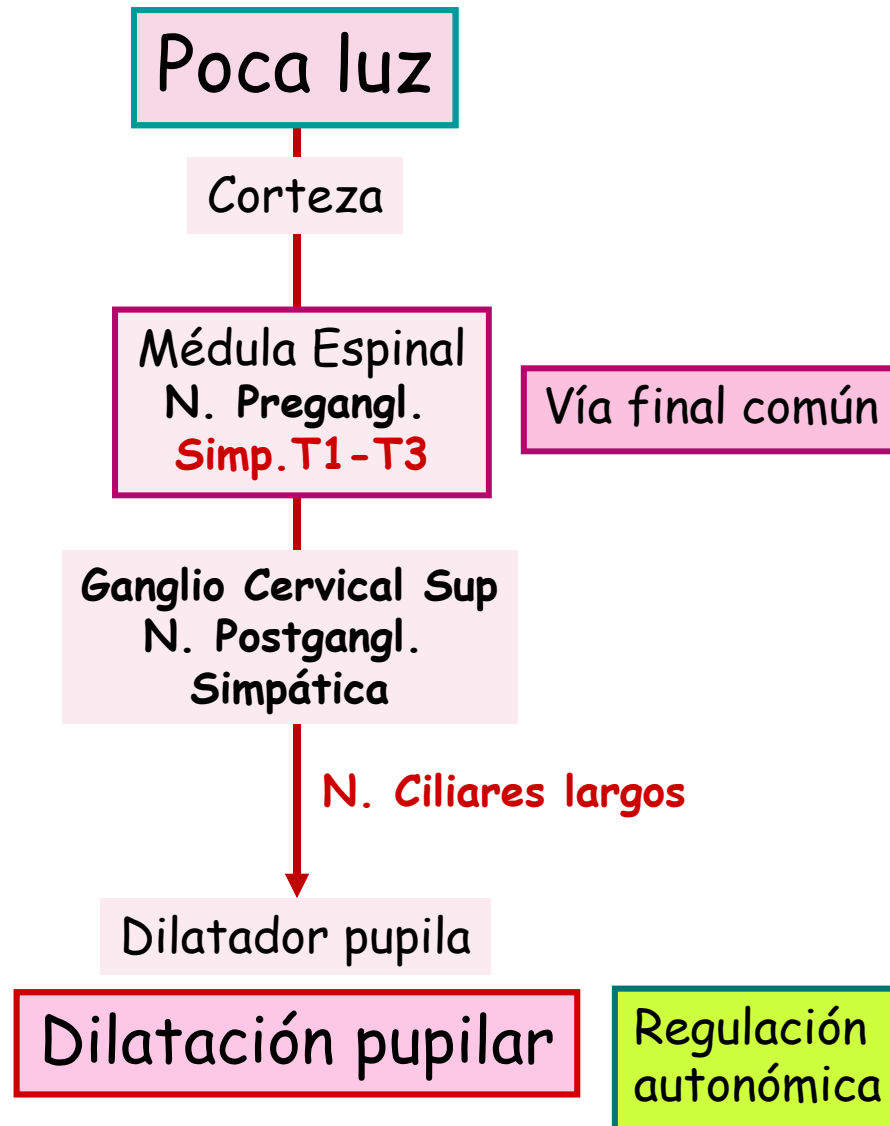 Poca luz
Corteza
Médula Espinal
N. Pregangl.
Simp.T1-T3
Vía final común
Ganglio Cervical Sup
N. Postgangl.
Simpática
N. Ciliares largos
Dilatador pupila
Dilatación pupilar
Regulación
autonómica